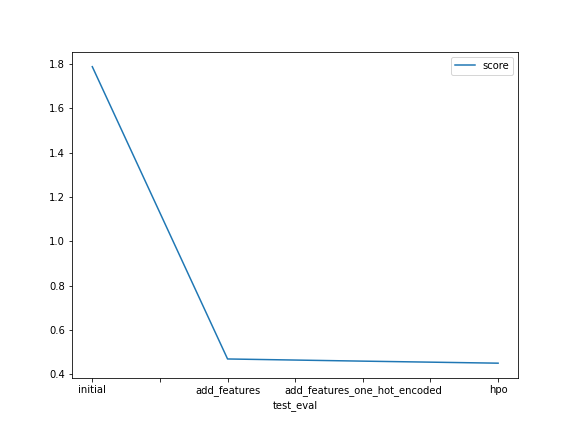 score
1.8
1.6
1.4
1.2
1.0
0.8
0.6
0.4
initial add_features add_features_one_hot_encoded hpo
test_eval